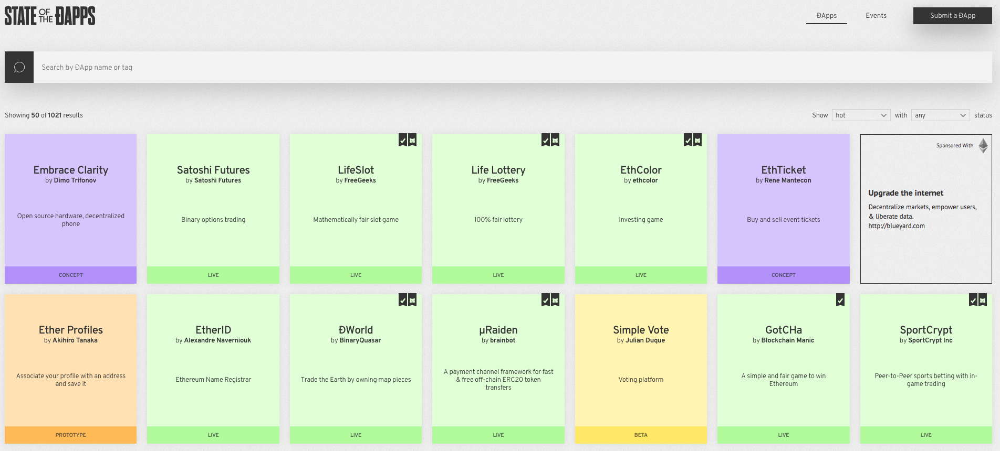 STATE OF THE ĐAPPS
ĐApps
Events
Submit a ĐApp
Search by ĐApp name or tag
Showing 50 of 1021 results
Show hot with any status
Embrace Clarity
by Dimo Trifonov
Open source hardware, decentralized
phone
CONCEPT
Satoshi Futures
by Satoshi Futures
Binary options trading
LIVE
LifeSlot
by FreeGeeks
Mathematically fair slot game
LIVE
Life Lottery
by FreeGeeks
100% fair lottery
LIVE
EthColor
by ethcolor
Investing game
LIVE
EthTicket
by Rene Mantecon
Buy and sell event tickets
CONCEPT
Sponsored With
Upgrade the internet
Decentralize markets, empower users,
& liberate data.
http://blueyard.com
Ether Profiles
by Akihiro Tanaka
Associate your profile with an address
and save it
PROTOTYPE
EtherID
by Alexandre Naverniouk
Ethereum Name Registrar
LIVE
ĐWorld
by BinaryQuasar
Trade the Earth by owning map pieces
LIVE
µRaiden
by brainbot
A payment channel framework for fast
& free off-chain ERC20 token
transfers
LIVE
Simple Vote
by Julian Duque
Voting platform
BETA
GotCHa
by Blockchain Manic
A simple and fair game to win
Ethereum
LIVE
SportCrypt
by SportCrypt Inc
Peer-to-Peer sports betting with in-
game trading
LIVE